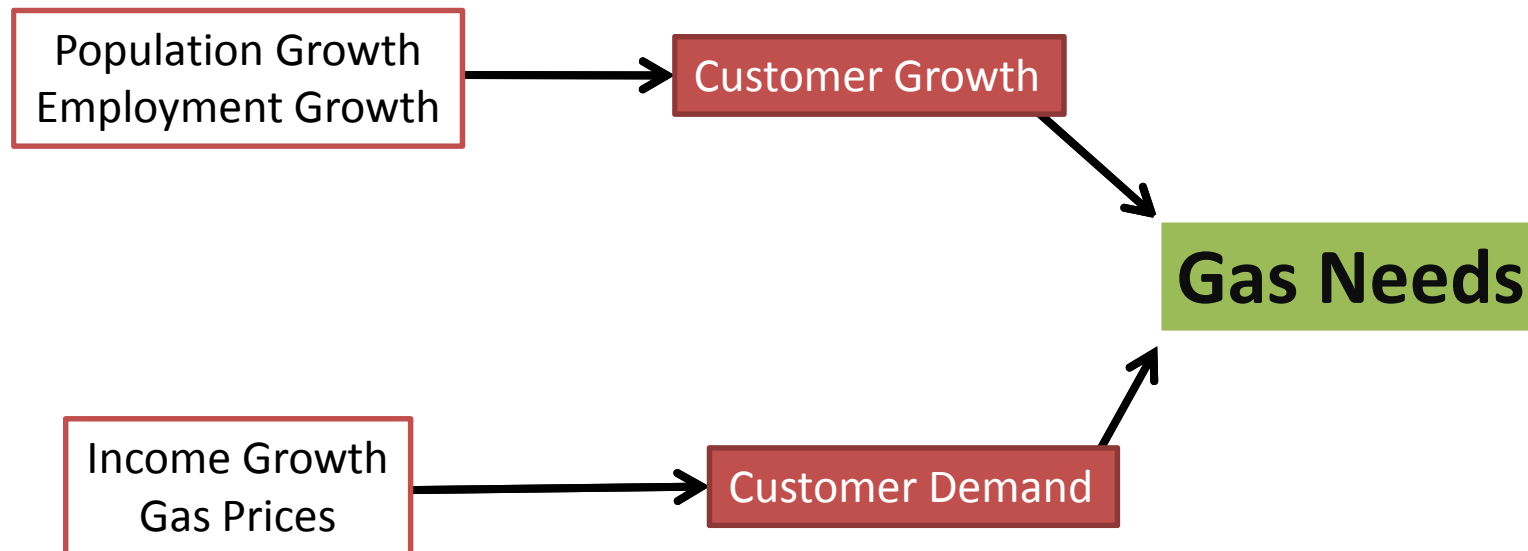 Population Growth
Employment Growth
Customer Growth
Gas Needs
Income Growth
Gas Prices
Customer Demand